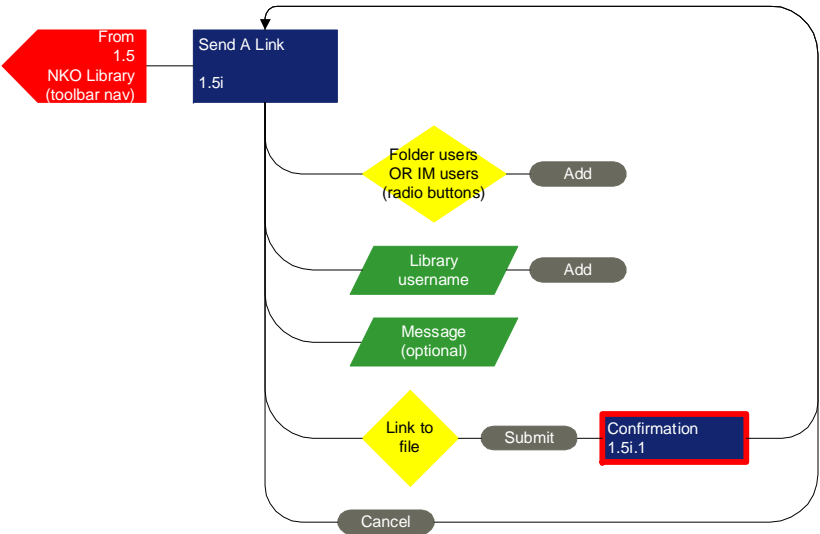 From
1.5
NKO Library
(toolbar nav)
Send A Link
1.5i
Folder users
OR IM users
(radio buttons)
Add
Library
username
Add
Message
(optional)
Link to
file
Submit
Confirmation
1.5i.1
Cancel